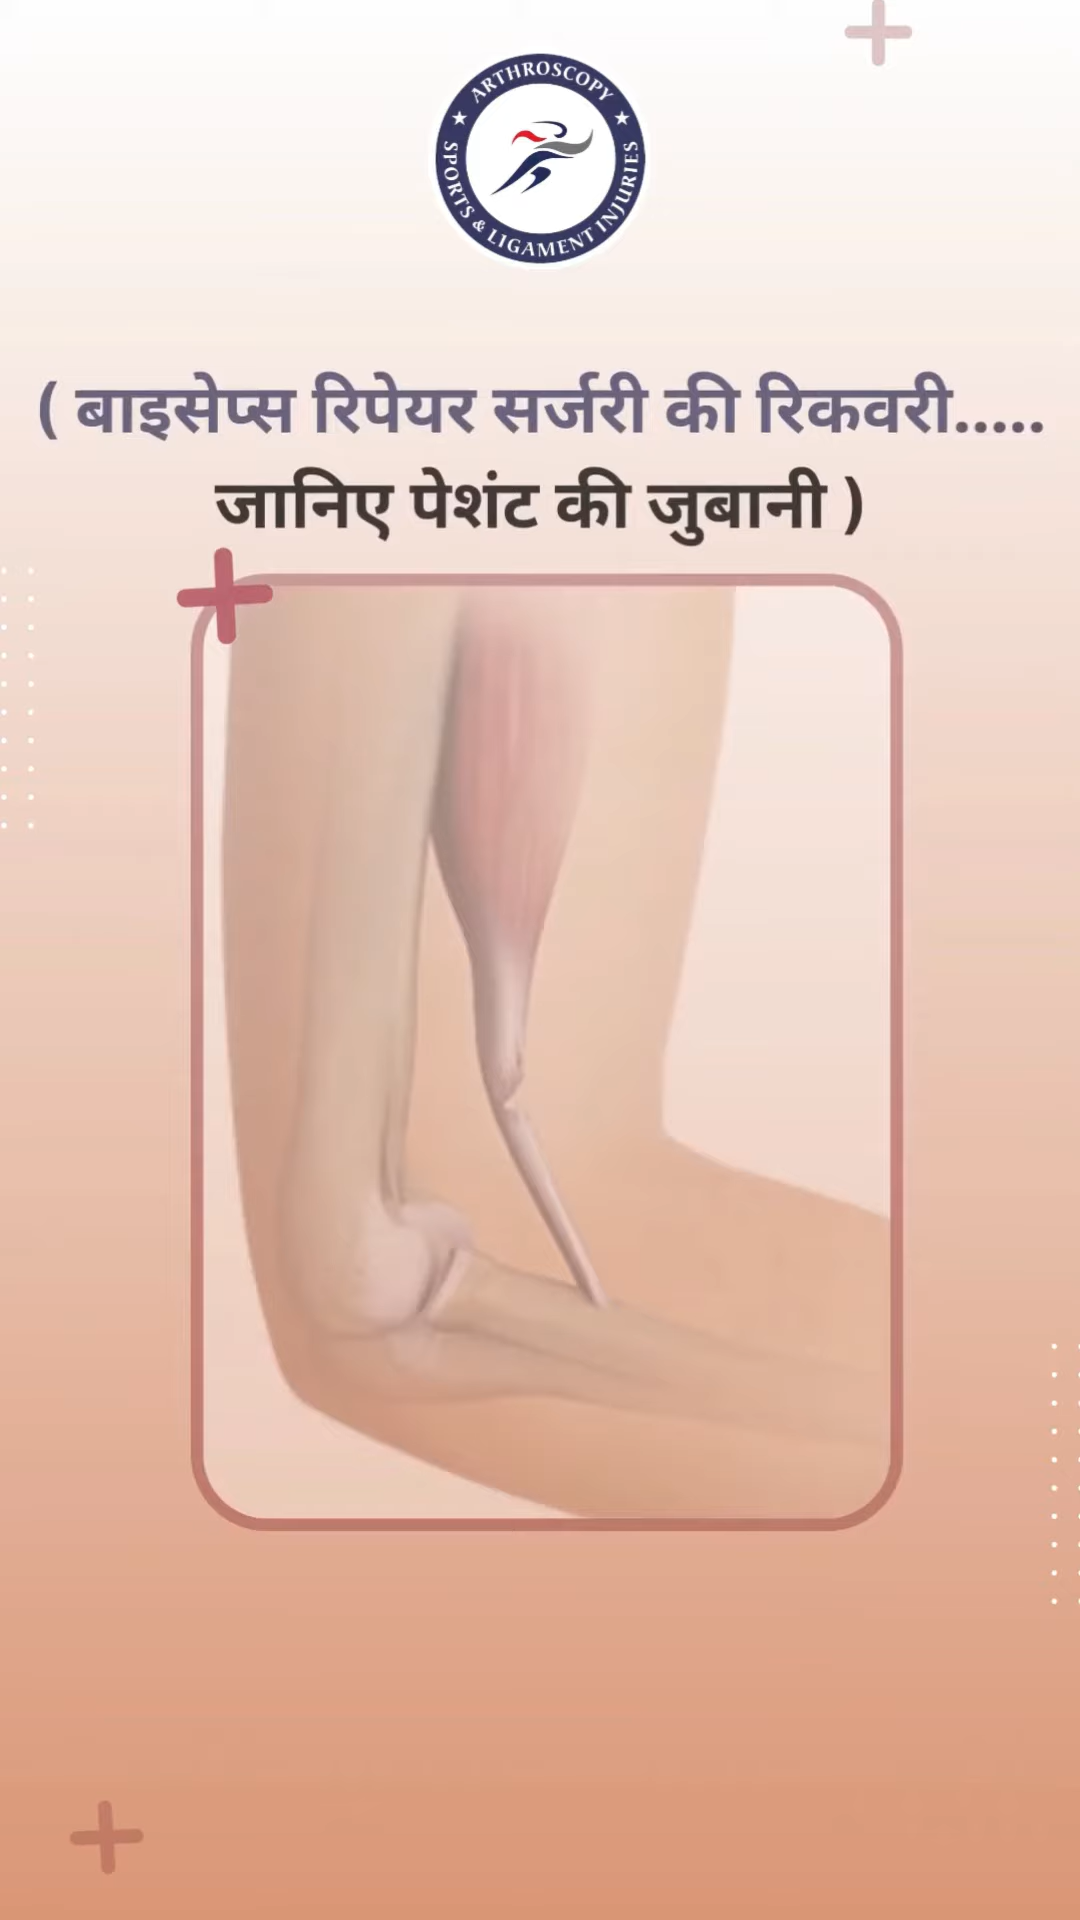 ARTHROSCOPY
SPORTS & LIGAMENT INJURIES
( बाइसेप्स रिपेयर सर्जरी की रिकवरी.....
जानिए पेशंट की जुबानी )